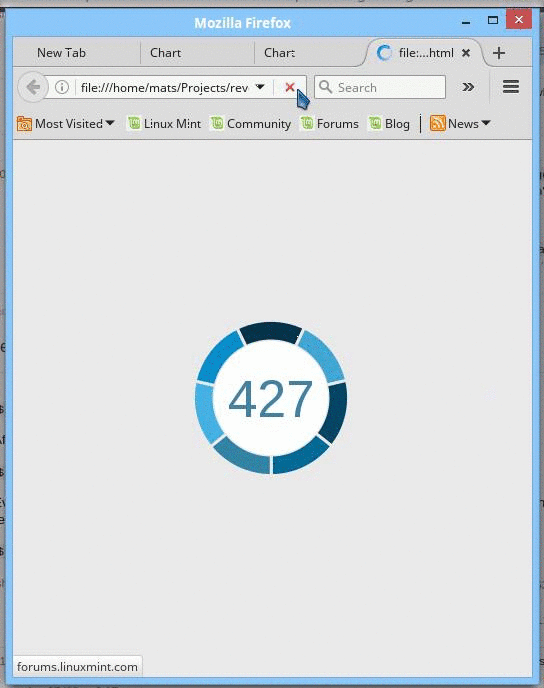 Mozilla Firefox
New Tab Chart Chart file:...html
file:///home/mats/Projects/rev Search
Most Visited Linux Mint Community Forums Blog News
427
forums.linuxmint.com